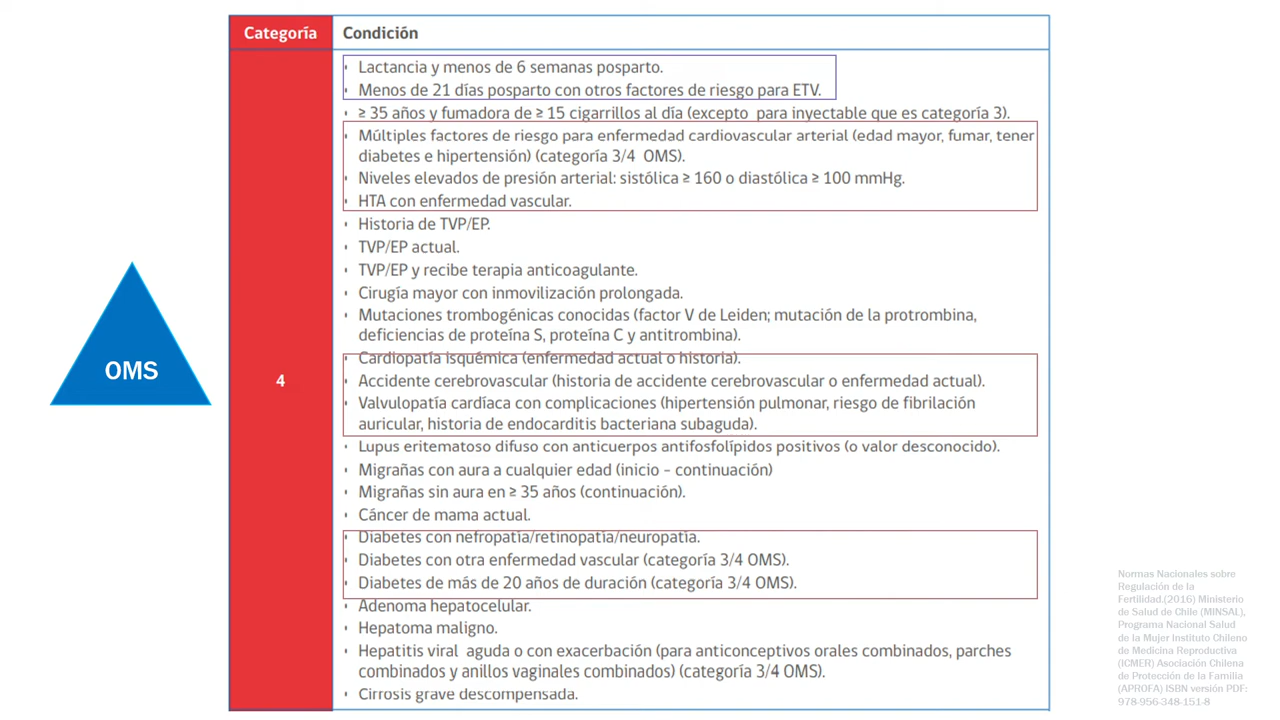 Categoría Condición
Lactancia y menos de 6 semanas posparto.
Menos de 21 días posparto con otros factores de riesgo para ETV.
≥ 35 años y fumadora de ≥ 15 cigarrillos al día (excepto para inyectable que es categoría 3).
Múltiples factores de riesgo para enfermedad cardiovascular arterial (edad mayor, fumar, tener
diabetes e hipertensión) (categoría 3/4 OMS).
Niveles elevados de presión arterial: sistólica ≥ 160 o diastólica ≥ 100 mmHg.
HTA con enfermedad vascular.
Historia de TVP/EP.
TVP/EP actual.
TVP/EP y recibe terapia anticoagulante.
Cirugía mayor con inmovilización prolongada.
Mutaciones trombogénicas conocidas (factor V de Leiden; mutación de la protrombina,
deficiencias de proteína S, proteína C y antitrombina).
Cardiopatía isquémica (enfermedad actual o historia).
Accidente cerebrovascular (historia de accidente cerebrovascular o enfermedad actual).
Valvulopatía cardíaca con complicaciones (hipertensión pulmonar, riesgo de fibrilación
auricular, historia de endocarditis bacteriana subaguda).
Lupus eritematoso difuso con anticuerpos antifosfolípidos positivos (o valor desconocido).
Migrañas con aura a cualquier edad (inicio - continuación)
Migrañas sin aura en ≥ 35 años (continuación).
Cáncer de mama actual.
Diabetes con nefropatía/retinopatía/neuropatía.
Diabetes con otra enfermedad vascular (categoría 3/4 OMS).
Diabetes de más de 20 años de duración (categoría 3/4 OMS).
Adenoma hepatocelular.
Hepatoma maligno.
Hepatitis viral aguda o con exacerbación (para anticonceptivos orales combinados, parches
combinados y anillos vaginales combinados) (categoría 3/4 OMS).
Cirrosis grave descompensada.
4
OMS
Normas Nacionales sobre
Regulación de la
Fertilidad.(2016) Ministerio
de Salud de Chile (MINSAL),
Programa Nacional Salud
de la Mujer Instituto Chileno
de Medicina Reproductiva
(ICMER) Asociación Chilena
de Protección de la Familia
(APROFA) ISBN versión PDF:
978-956-348-151-8